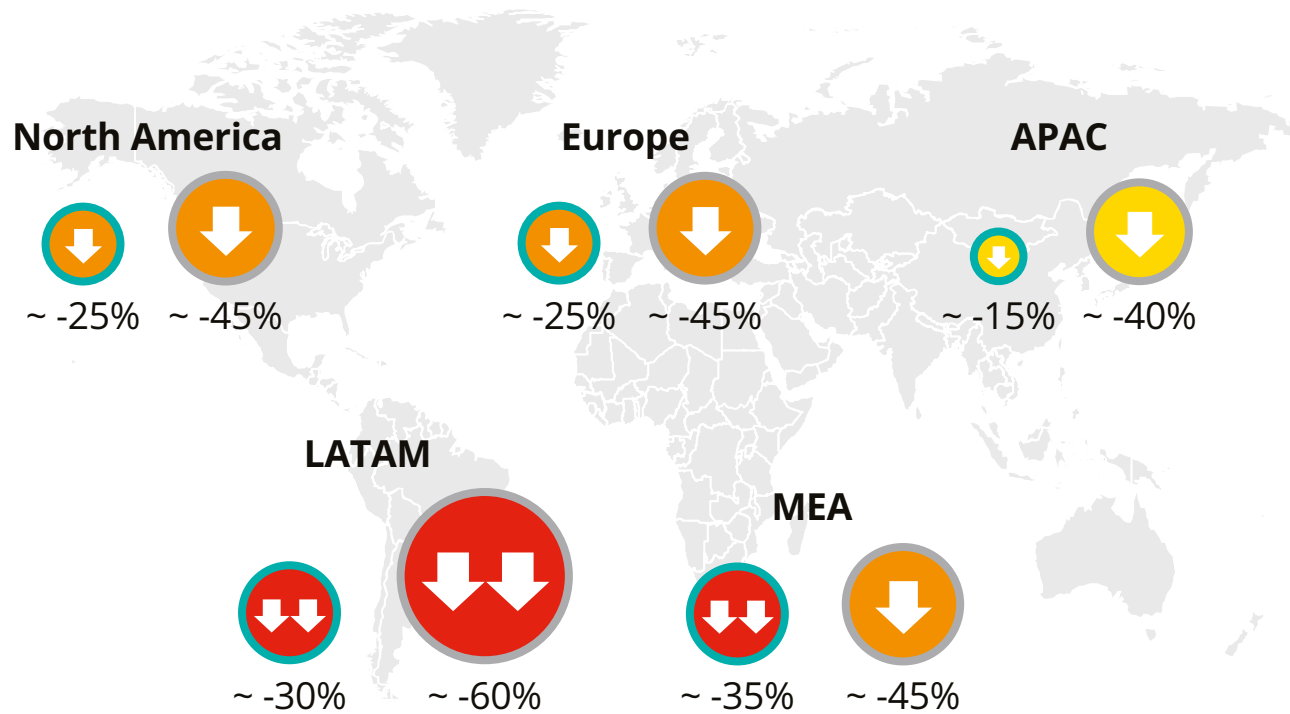 North America
~ -25% ~ -45%
Europe
~ -25% ~ -45%
APAC
~ -15% ~ -40%
LATAM
~ -30% ~ -60%
MEA
~ -35% ~ -45%